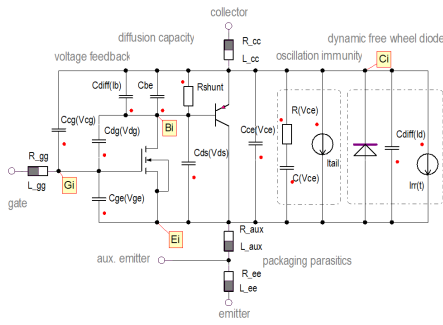 collector
diffusion capacity
R_cc
L_cc
dynamic free wheel diode
voltage feedback
oscillation immunity
Ci
Cdiff(Ib)
Cbe
Rshunt
Ccg(Vcg)
Bi
R(Vce)
Cdg(Vdg)
Cce(Vce)
Cdiff(Id)
Itail
R_gg
Cds(Vds)
C(Vce)
Irr(t)
L_gg
Gi
Cge(Vge)
gate
Ei
R_aux
L_aux
aux. emitter
packaging parasitics
R_ee
L_ee
emitter